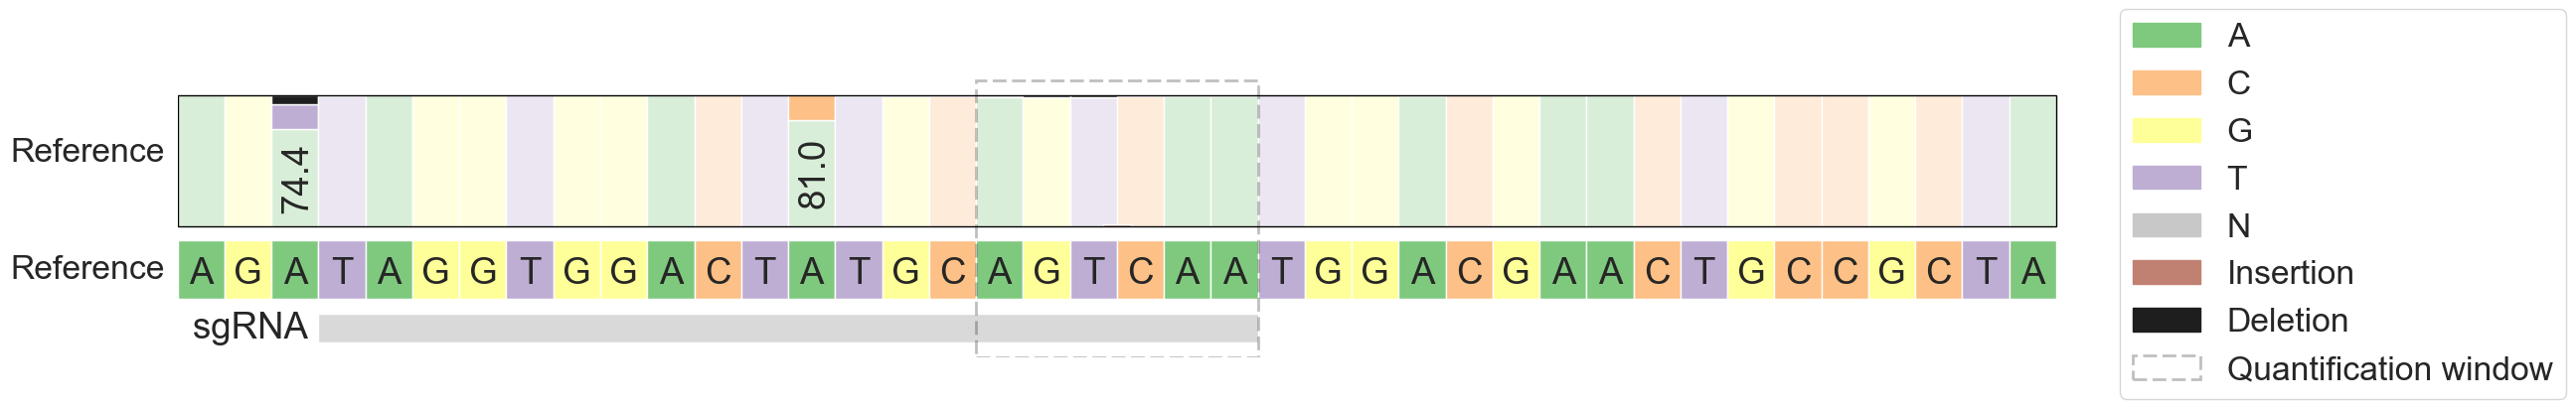 Reference
74.4
81.0
Reference
A G A T A G G T G G A C T A T G C A G T C A A T G G A C G A A C T G C C G C T A
sgRNA
A
C
G
T
N
Insertion
Deletion
Quantification window